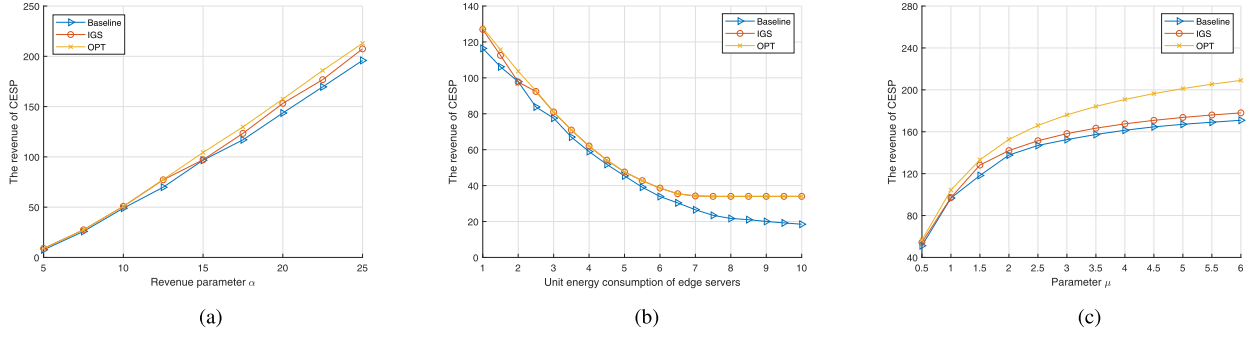 250
200
150
100
50
0
The revenue of CESP
Baseline
IGS
OPT
5 10 15 20 25
Revenue parameter α
(a)
140
120
100
80
60
40
20
0
The revenue of CESP
Baseline
IGS
OPT
1 2 3 4 5 6 7 8 9 10
Unit energy consumption of edge servers
(b)
280
240
200
160
120
80
40
The revenue of CESP
Baseline
IGS
OPT
0.5 1 1.5 2 2.5 3 3.5 4 4.5 5 5.5 6
Parameter μ
(c)